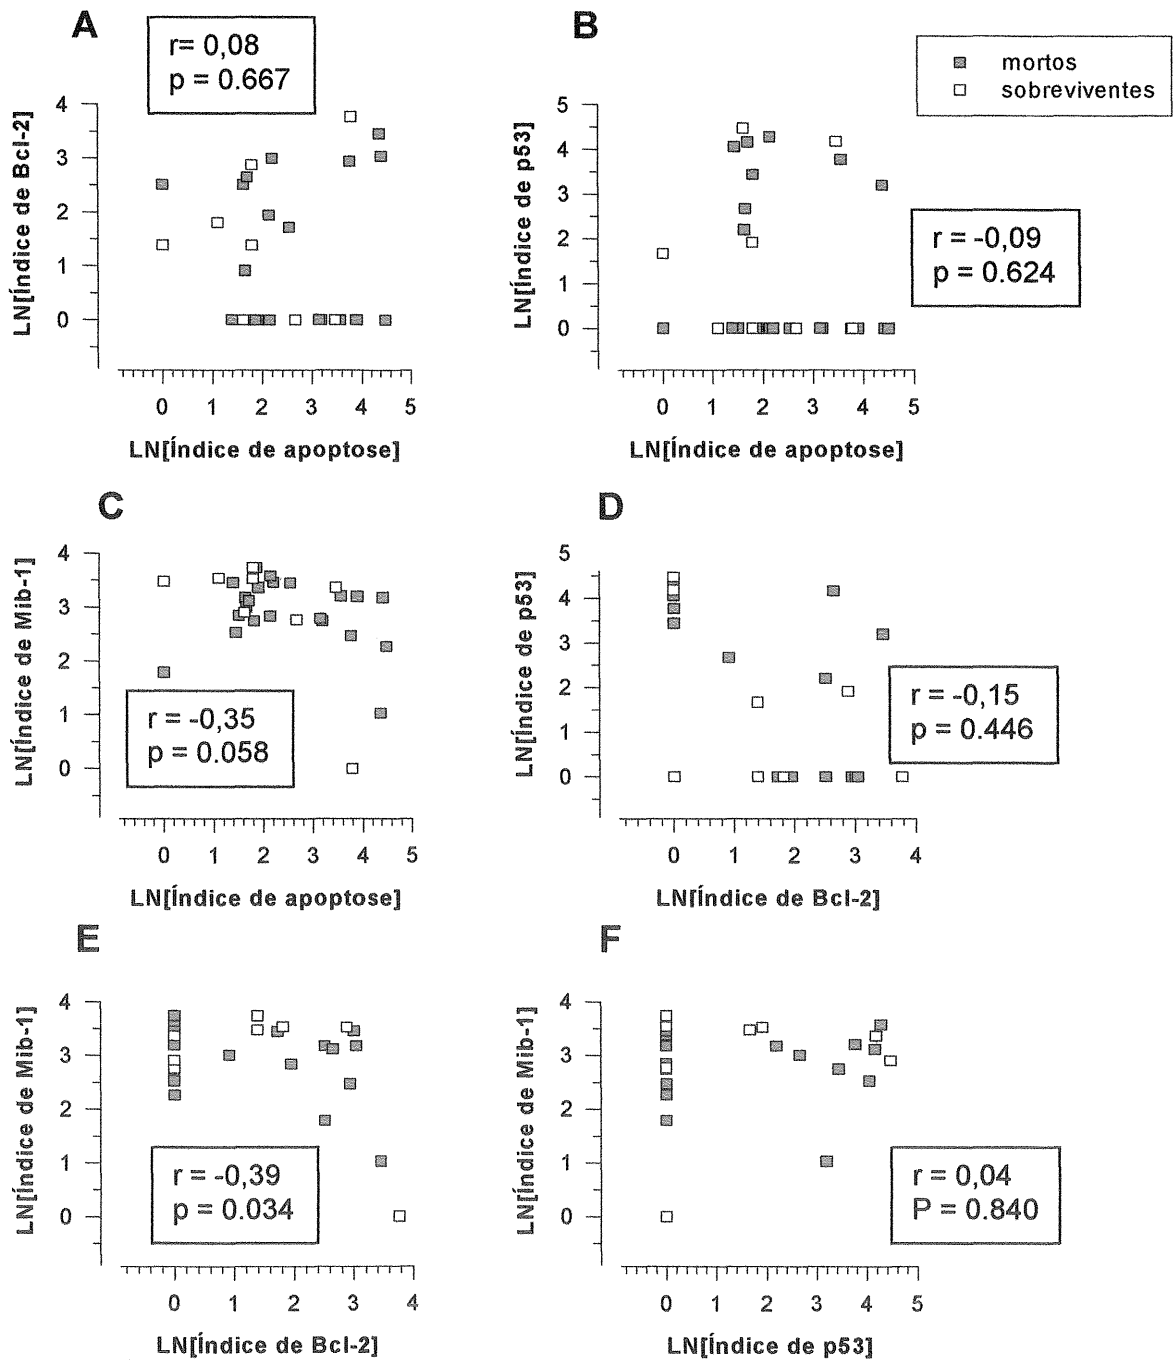 A
r= 0,08
p = 0.667
LN[Índice de Bcl-2]
4
3
2
1
0
0 1 2 3 4 5
LN[Índice de apoptose]
B
mortos
sobreviventes
LN[Índice de p53]
5
4
3
2
1
0
r = -0,09
p = 0.624
0 1 2 3 4 5
LN[Índice de apoptose]
C
LN[Índice de Mib-1]
4
3
2
1
0
r = -0,35
p = 0.058
0 1 2 3 4 5
LN[Índice de apoptose]
D
LN[Índice de p53]
5
4
3
2
1
0
r = -0,15
p = 0.446
0 1 2 3 4
LN[Índice de Bcl-2]
E
LN[Índice de Mib-1]
4
3
2
1
0
r = -0,39
p = 0.034
0 1 2 3 4
LN[Índice de Bcl-2]
F
LN[Índice de Mib-1]
4
3
2
1
0
r = 0,04
P = 0.840
0 1 2 3 4 5
LN[Índice de p53]